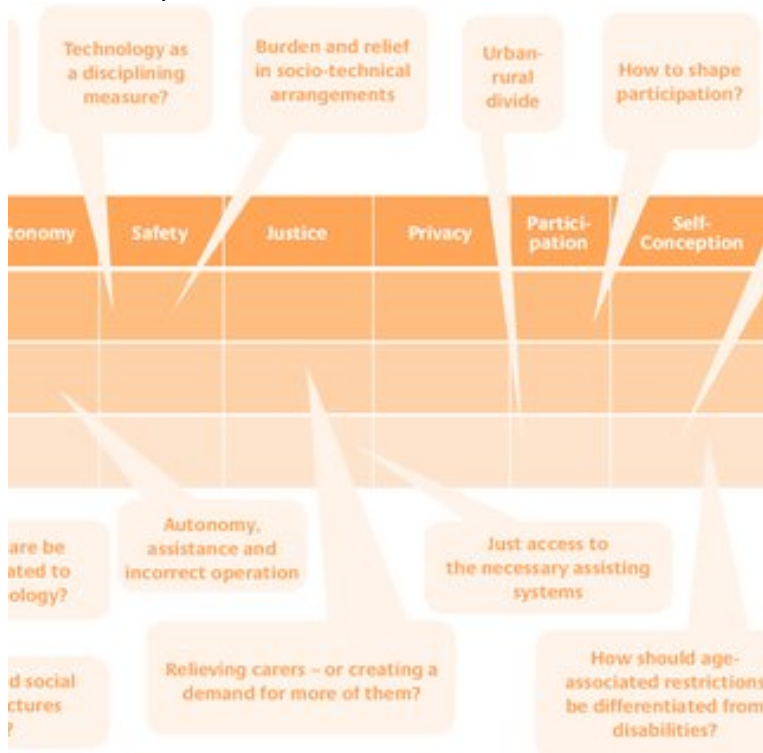 Technology as
a disciplining
measure?
Burden and relief
in socio-technical
arrangements
Urban-
rural
divide
How to shape
participation?
tonomy
Safety
Justice
Privacy
Partici-
pation
Self-
Conception
Autonomy,
assistance and
incorrect operation
are be
ated to
ology?
Just access to
the necessary assisting
systems
Relieving carers – or creating a
demand for more of them?
d social
ctures
?
How should age-
associated restrictions
be differentiated from
disabilities?